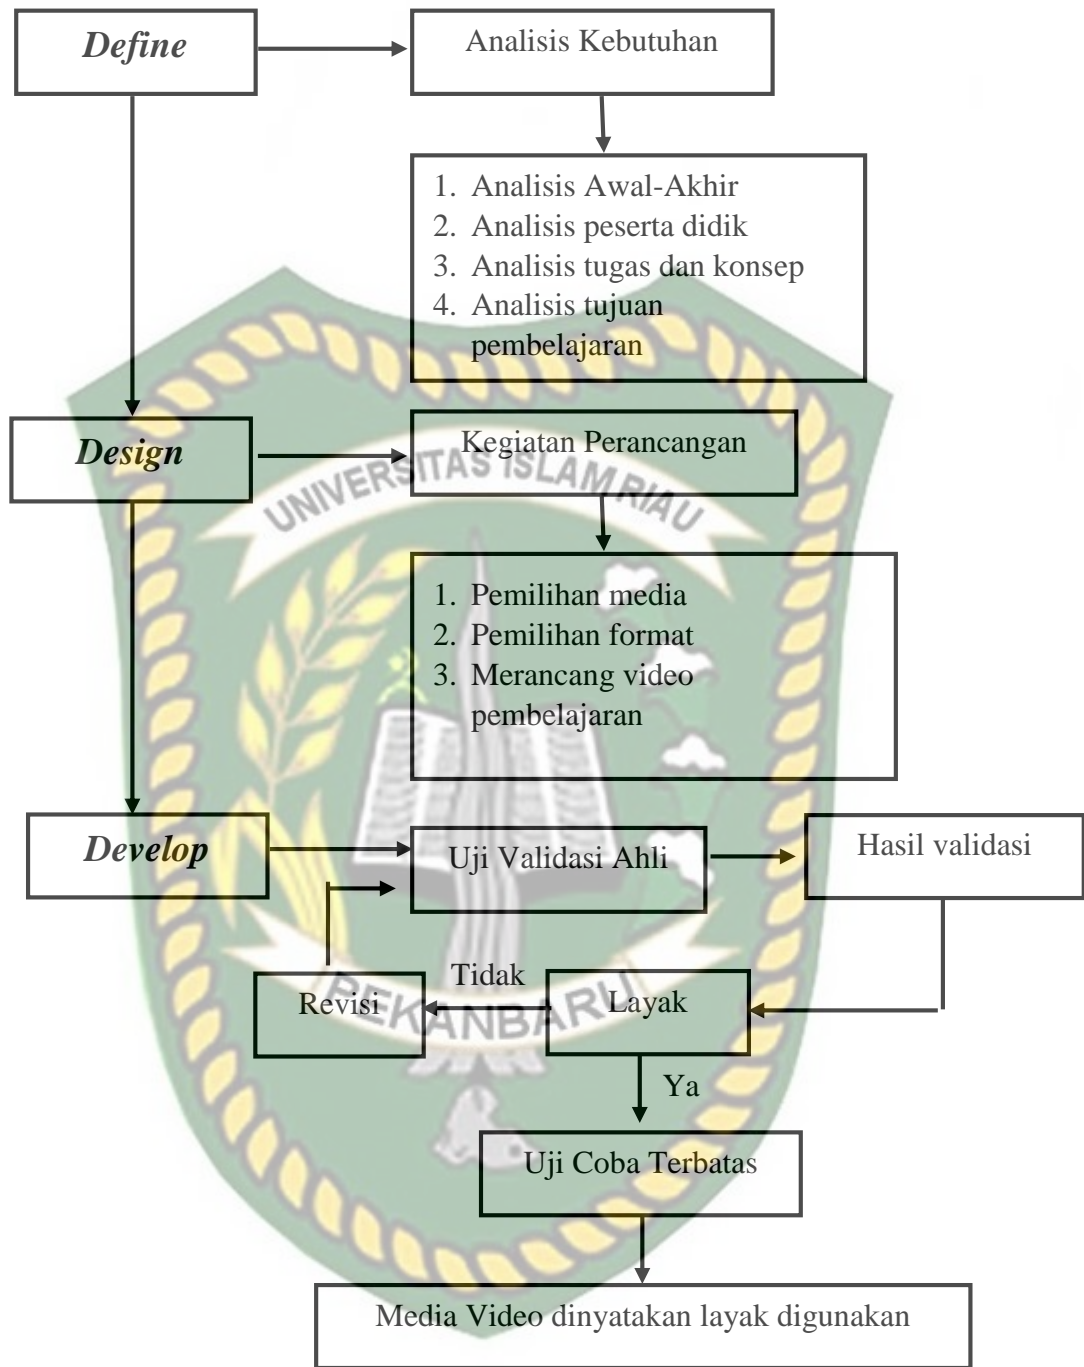 Define
Analisis Kebutuhan
1. Analisis Awal-Akhir
2. Analisis peserta didik
3. Analisis tugas dan konsep
4. Analisis tujuan
pembelajaran
Design
Kegiatan Perancangan
UNIVERSITAS ISLAM RIAU
1. Pemilihan media
2. Pemilihan format
3. Merancang video
pembelajaran
Develop
Uji Validasi Ahli
Hasil validasi
Tidak
Revisi
Layak
PEKANBARU
Ya
Uji Coba Terbatas
Media Video dinyatakan layak digunakan